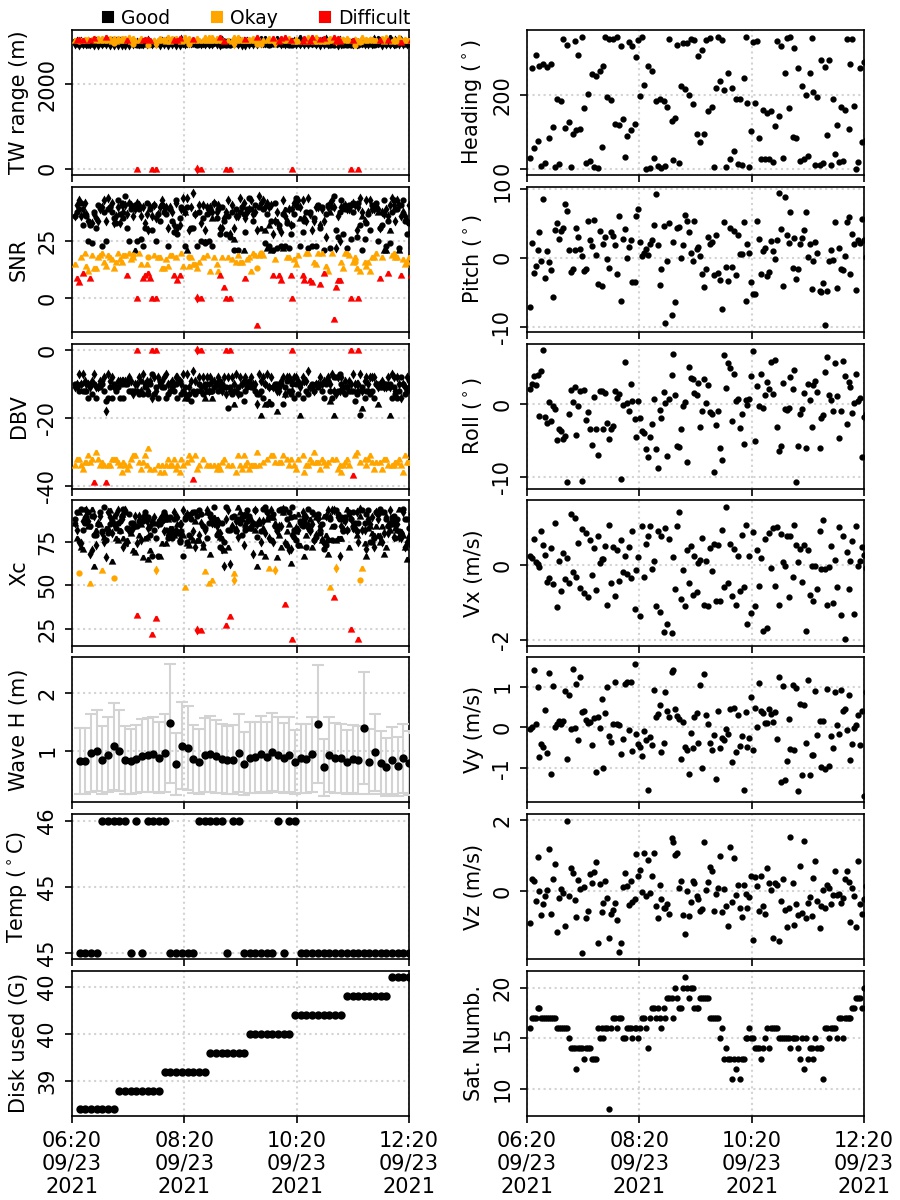 Good Okay Difficult
TW range (m)
2000
0
SNR
25
0
DBV
0
-20
-40
Xc
75
50
25
Wave H (m)
2
1
Temp (°C)
46
45
45
Disk used (G)
40
40
39
06:20 08:20 10:20 12:20
09/23 09/23 09/23 09/23
2021 2021 2021 2021
Heading (°)
200
0
Pitch (°)
100
0
-10
Roll (°)
0
-10
Vx (m/s)
0
-2
Vy (m/s)
1
0
-1
Vz (m/s)
2
0
Sat. Numb.
20
15
10
06:20 08:20 10:20 12:20
09/23 09/23 09/23 09/23
2021 2021 2021 2021